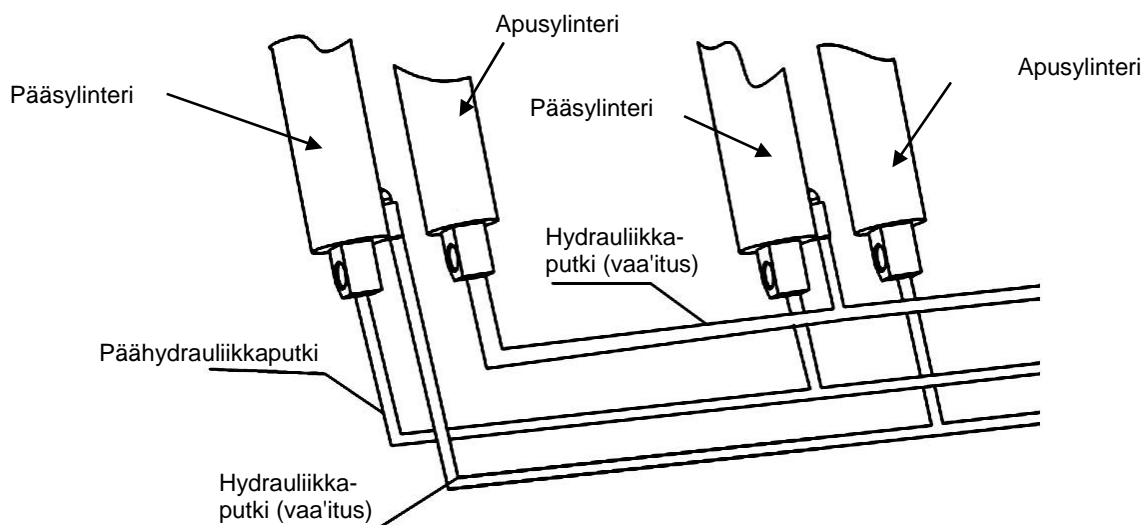 Apusylinteri
Pääsylinteri
Apusylinteri
Pääsylinteri
Hydrauliikka-
putki (vaa'itus)
Päähydrauliikkaputki
Hydrauliikka-
putki (vaa'itus)